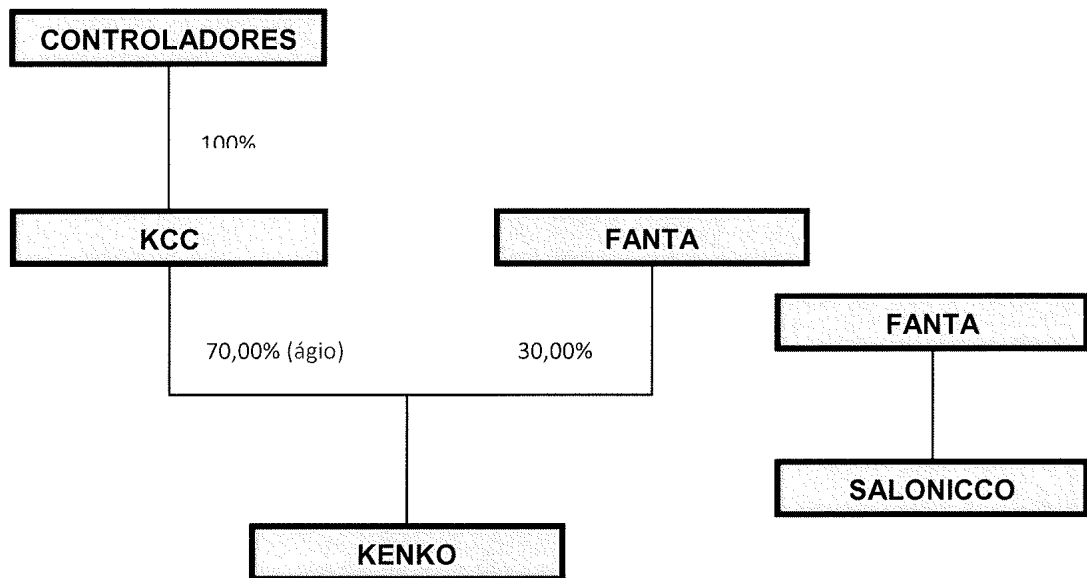 CONTROLADORES
100%
KCC
FANTA
70,00% (ágio)
30,00%
FANTA
SALONICCO
KENKO